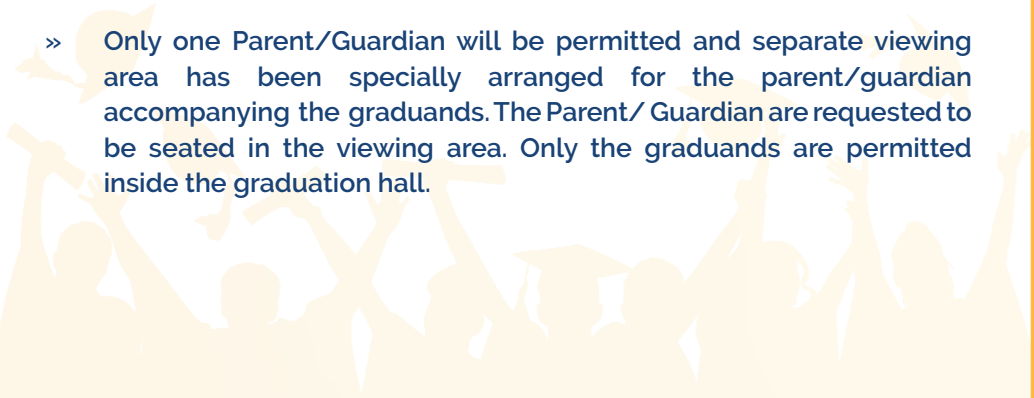 » Only one Parent/Guardian will be permitted and separate viewing
area has been specially arranged for the parent/guardian
accompanying the graduands. The Parent/ Guardian are requested to
be seated in the viewing area. Only the graduands are permitted
inside the graduation hall.